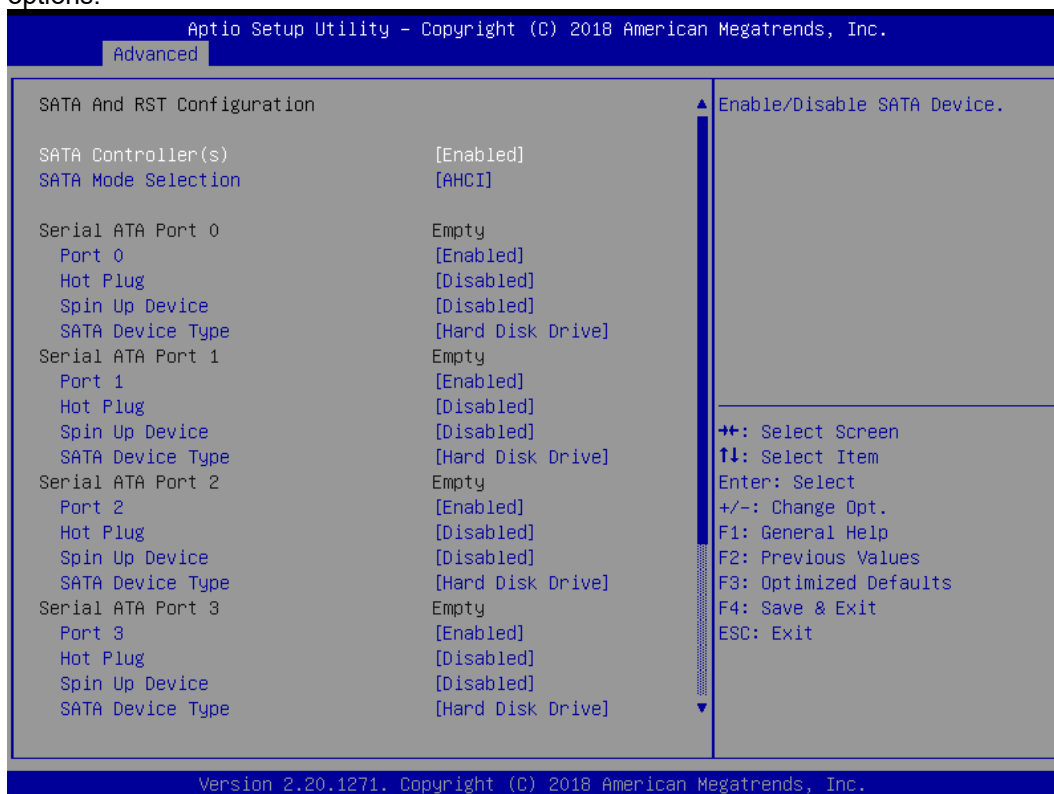 options.
Aptio Setup Utility – Copyright (C) 2018 American Megatrends, Inc.
Advanced
SATA And RST Configuration
SATA Controller(s) [Enabled]
SATA Mode Selection [AHCI]
Serial ATA Port 0 Empty
Port 0 [Enabled]
Hot Plug [Disabled]
Spin Up Device [Disabled]
SATA Device Type [Hard Disk Drive]
Serial ATA Port 1 Empty
Port 1 [Enabled]
Hot Plug [Disabled]
Spin Up Device [Disabled]
SATA Device Type [Hard Disk Drive]
Serial ATA Port 2 Empty
Port 2 [Enabled]
Hot Plug [Disabled]
Spin Up Device [Disabled]
SATA Device Type [Hard Disk Drive]
Serial ATA Port 3 Empty
Port 3 [Enabled]
Hot Plug [Disabled]
Spin Up Device [Disabled]
SATA Device Type [Hard Disk Drive]
Enable/Disable SATA Device.
→←: Select Screen
↑↓: Select Item
Enter: Select
+/-: Change Opt.
F1: General Help
F2: Previous Values
F3: Optimized Defaults
F4: Save & Exit
ESC: Exit
Version 2.20.1271. Copyright (C) 2018 American Megatrends, Inc.